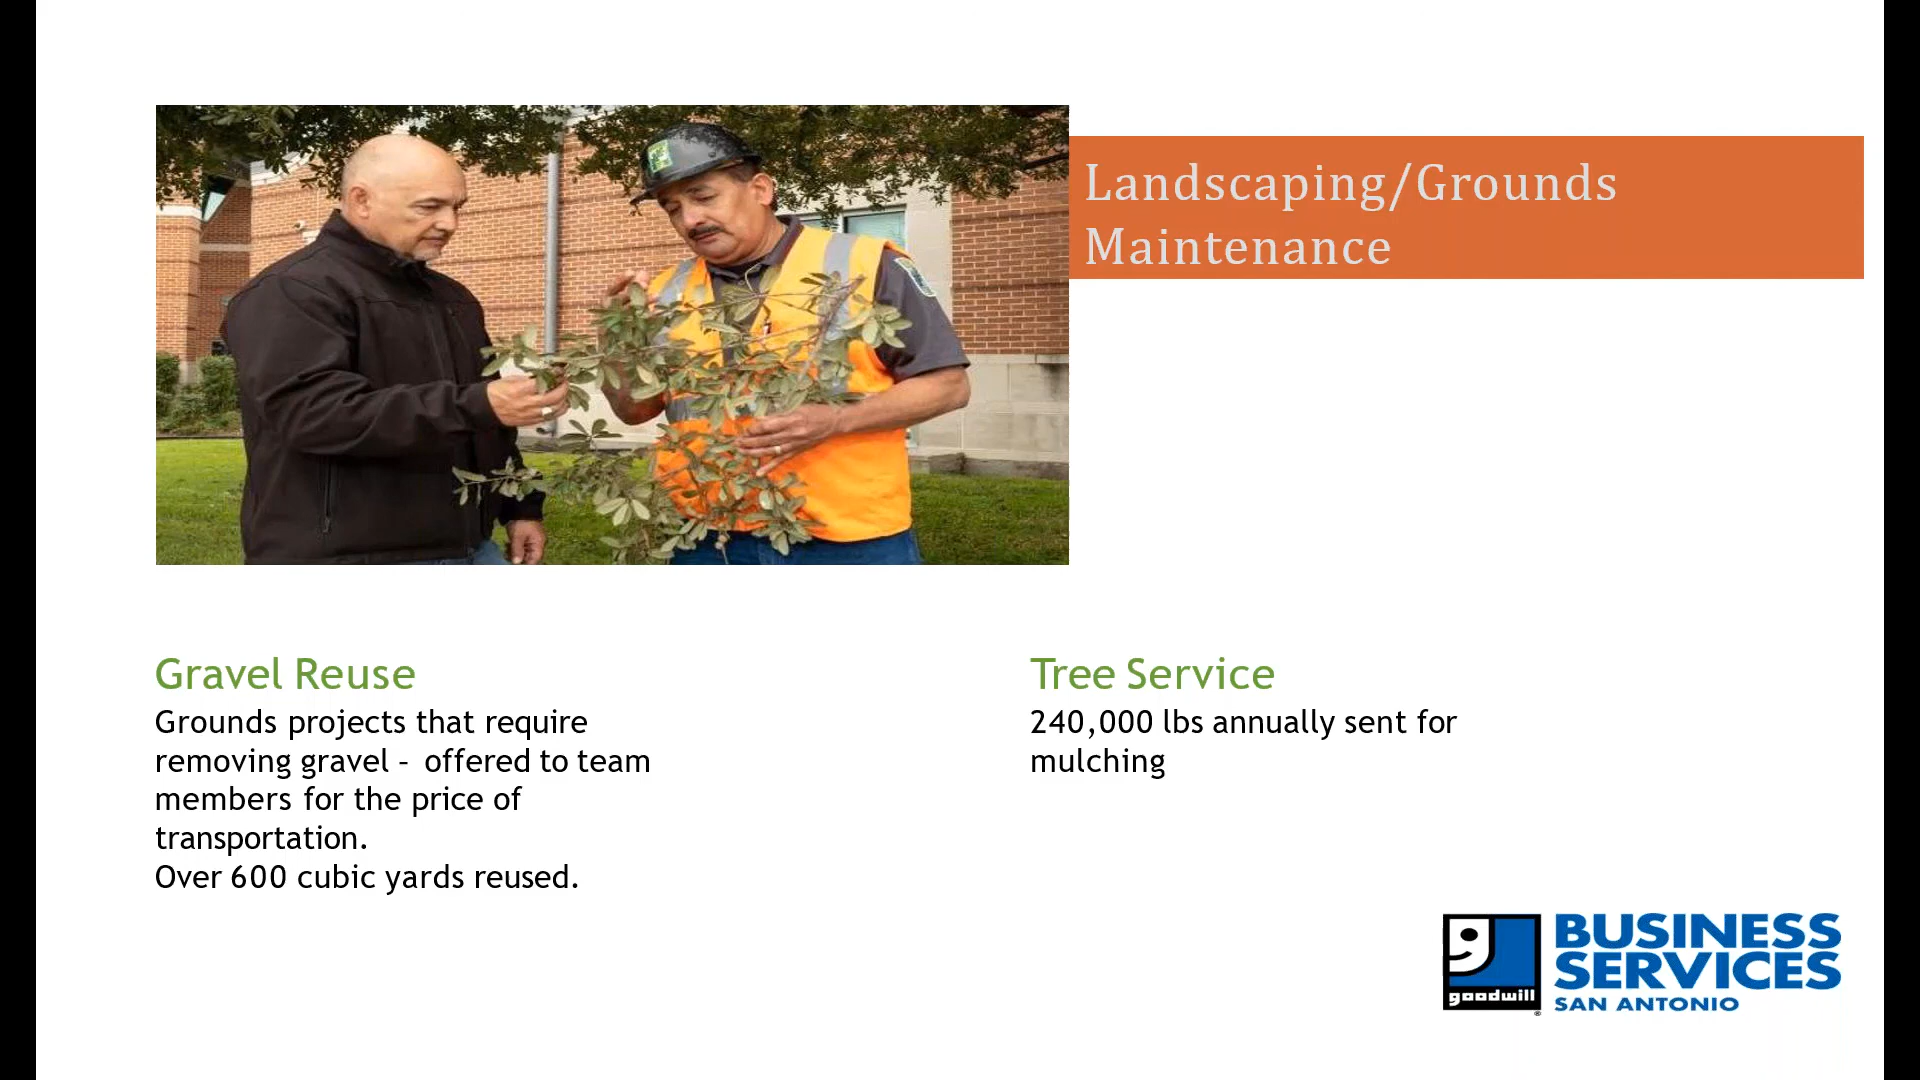 Landscaping/Grounds
Maintenance
Gravel Reuse
Grounds projects that require
removing gravel – offered to team
members for the price of
transportation.
Over 600 cubic yards reused.
Tree Service
240,000 lbs annually sent for
mulching
goodwill
®
BUSINESS
SERVICES
SAN ANTONIO